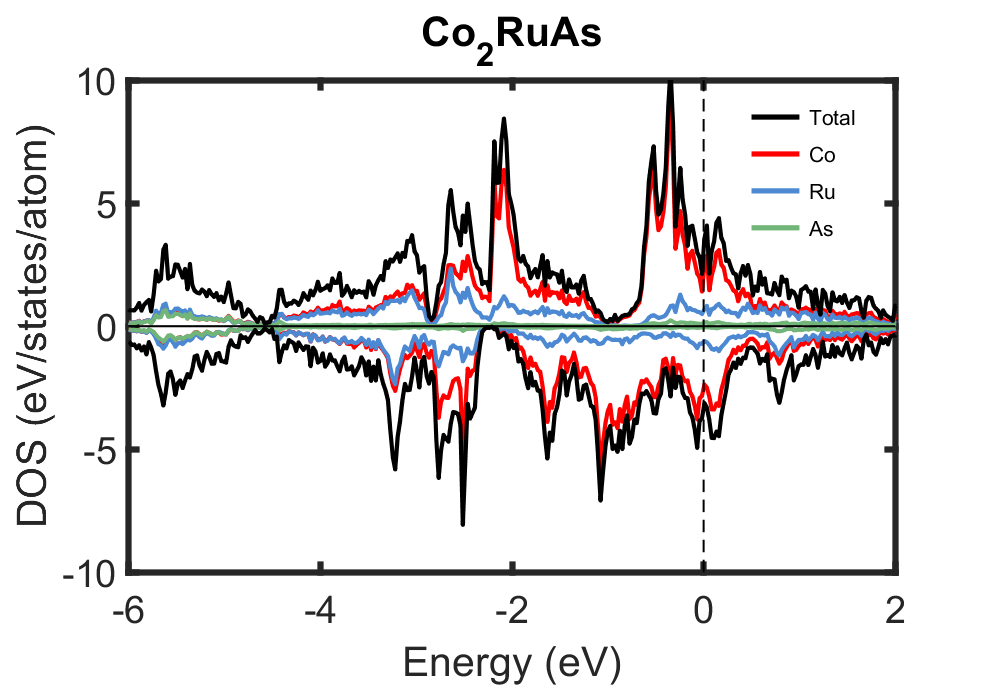 Co₂RuAs
10
5
0
-5
-10
DOS (eV/states/atom)
Total
Co
Ru
As
-6 -4 -2 0 2
Energy (eV)